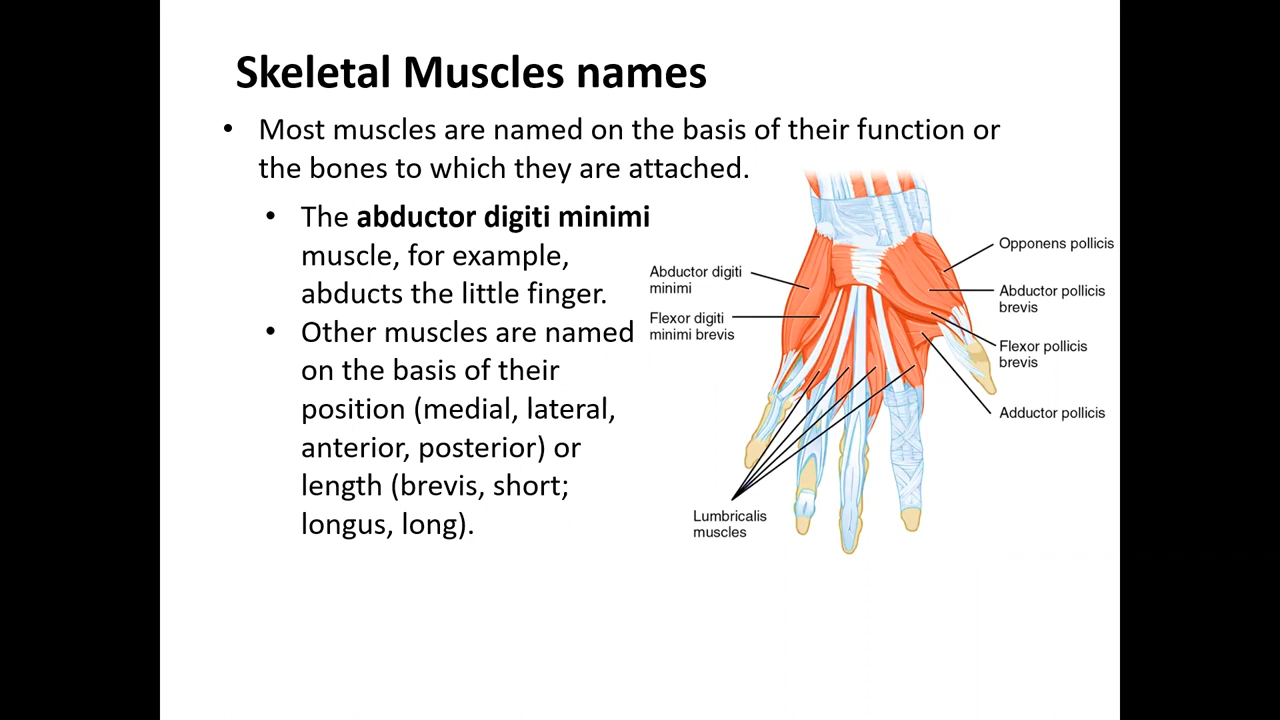 Skeletal Muscles names
• Most muscles are named on the basis of their function or
the bones to which they are attached.
• The abductor digiti minimi
muscle, for example,
abducts the little finger.
• Other muscles are named
on the basis of their
position (medial, lateral,
anterior, posterior) or
length (brevis, short;
longus, long).
Abductor digiti
minimi
Flexor digiti
minimi brevis
Lumbricalis
muscles
Opponens pollicis
Abductor pollicis
brevis
Flexor pollicis
brevis
Adductor pollicis